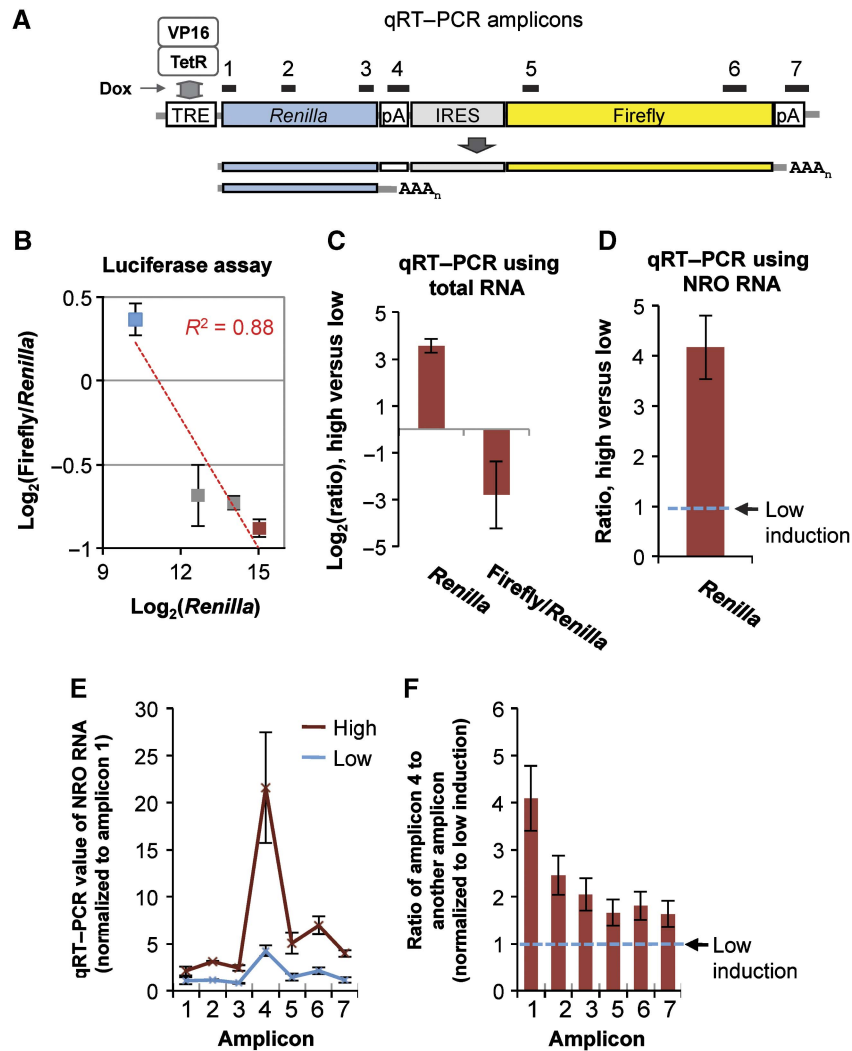 A
qRT–PCR amplicons
VP16
TetR
Dox
1 2 3 4 5 6 7
TRE Renilla pA IRES Firefly pA
AAAn
AAAn
B
Luciferase assay
Log2(Firefly/Renilla)
0.5
0
−0.5
−1
R2 = 0.88
9 12 15
Log2(Renilla)
C
qRT–PCR using
total RNA
Log2(ratio), high versus low
5
3
1
−1
−3
−5
Renilla
Firefly/Renilla
D
qRT–PCR using
NRO RNA
Ratio, high versus low
5
4
3
2
1
0
Low
induction
Renilla
E
qRT–PCR value of NRO RNA
(normalized to amplicon 1)
30
25
20
15
10
5
0
High
Low
1 2 3 4 5 6 7
Amplicon
F
Ratio of amplicon 4 to
another amplicon
(normalized to low induction)
6
5
4
3
2
1
0
Low
induction
1 2 3 4 5 6 7
Amplicon